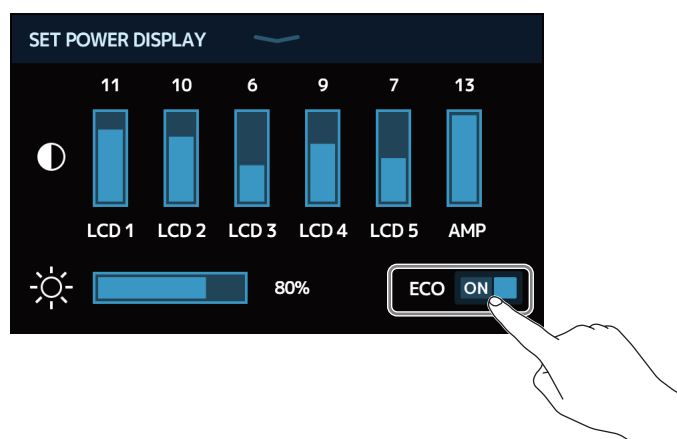 SET POWER DISPLAY
11 10 6 9 7 13
LCD 1 LCD 2 LCD 3 LCD 4 LCD 5 AMP
80% ECO ON